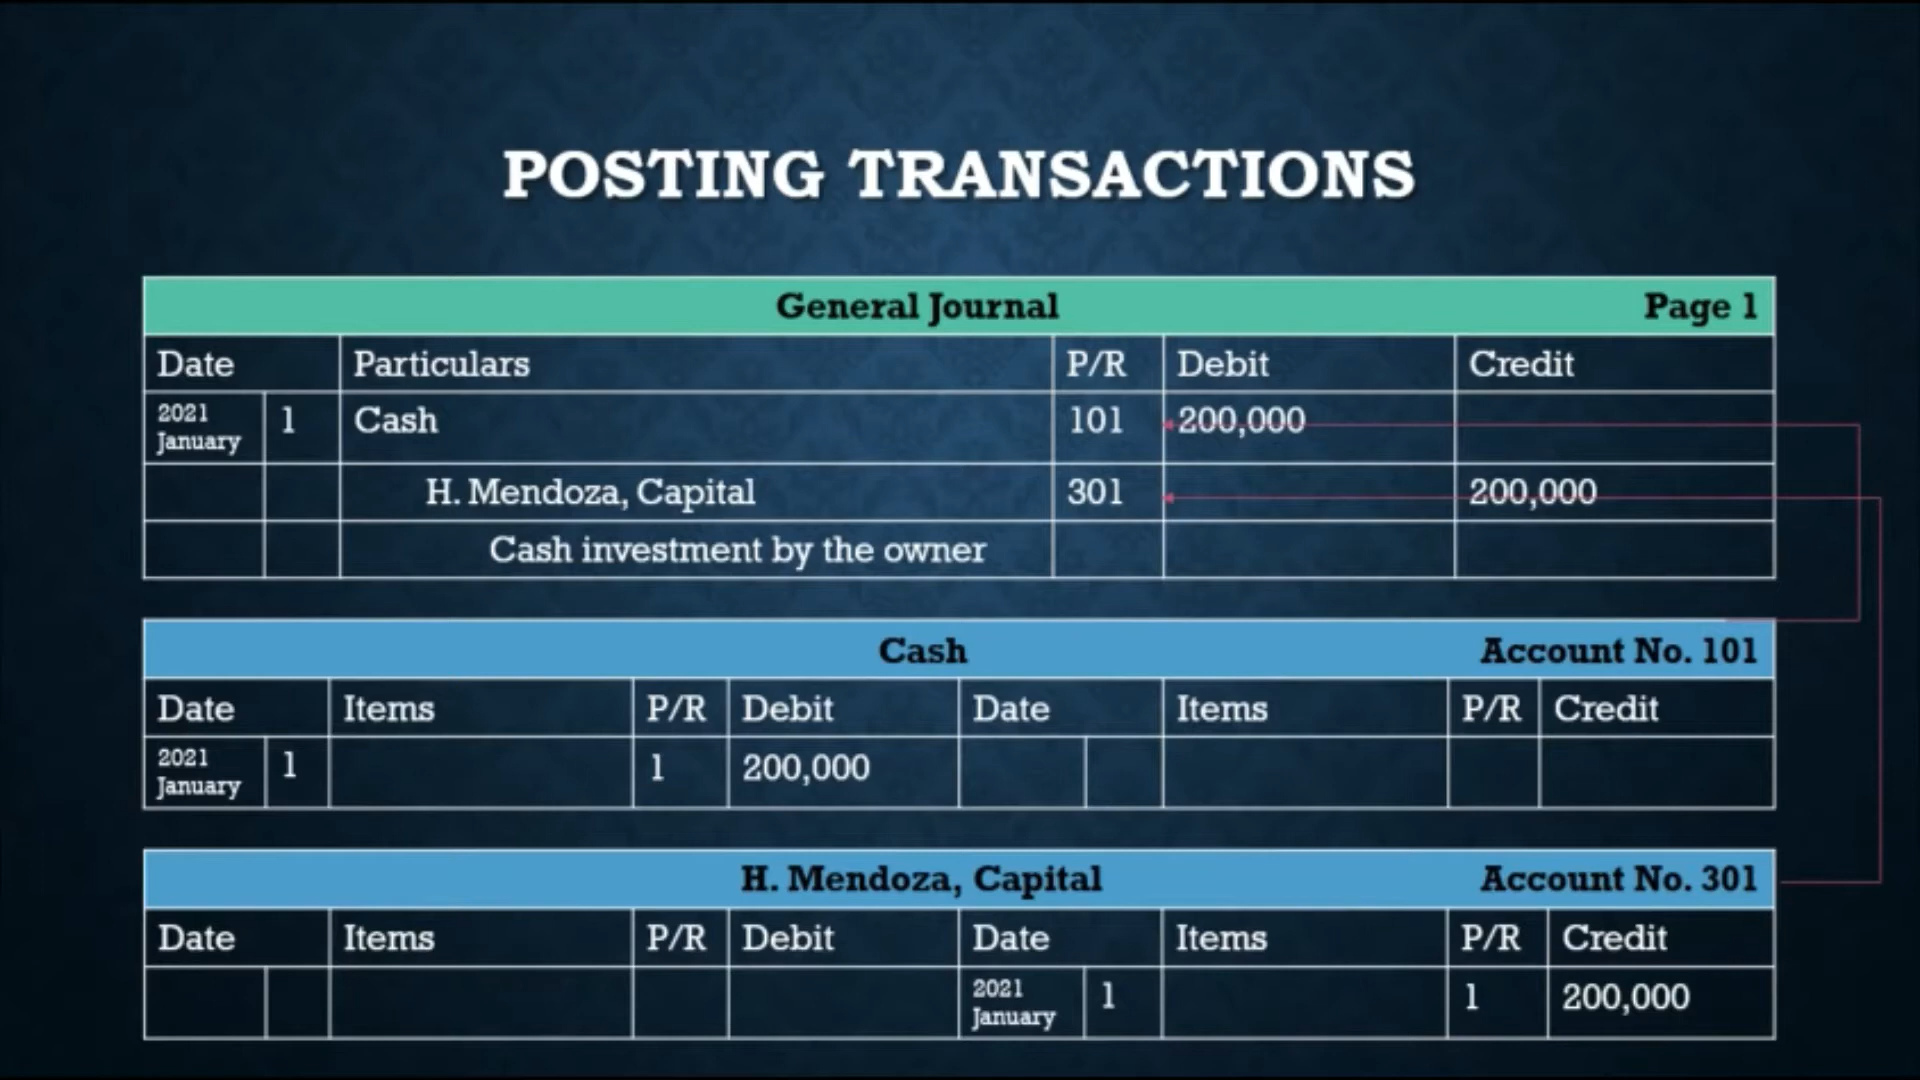 POSTING TRANSACTIONS
General Journal Page 1
Date Particulars P/R Debit Credit
2021 January 1 Cash 101 200,000
H. Mendoza, Capital 301 200,000
Cash investment by the owner
Cash Account No. 101
Date Items P/R Debit Date Items P/R Credit
2021 January 1 1 200,000
H. Mendoza, Capital Account No. 301
Date Items P/R Debit Date Items P/R Credit
2021 January 1 1 200,000